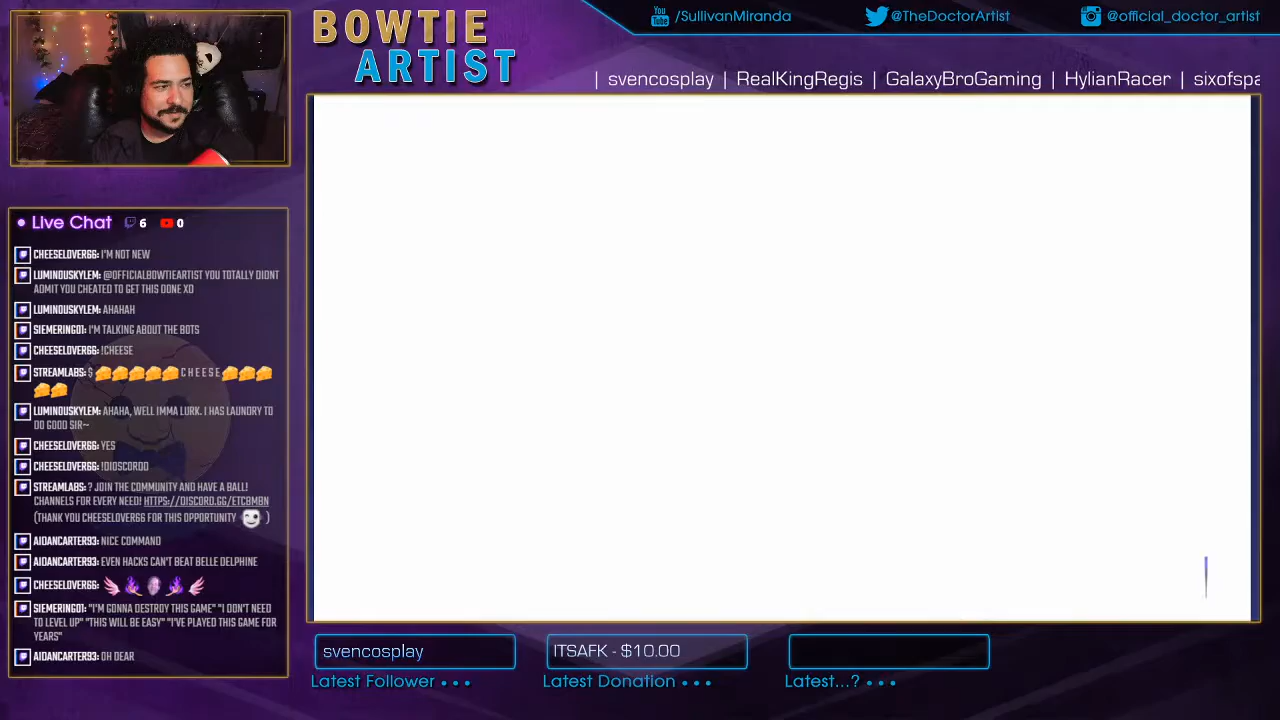 BOWTIE
ARTIST
/SullivanMiranda
@TheDoctorArtist
@official_doctor_artist
| svencosplay | RealKingRegis | GalaxyBroGaming | HylianRacer | sixofspa
Live Chat 6 0
CHEESELOVER66: I'M NOT NEW
LUMINOUSKYLEM: @OFFICIALBOWTIEARTIST YOU TOTALLY DIDNT
ADMIT YOU CHEATED TO GET THIS DONE XD
LUMINOUSKYLEM: AHAHAH
SIEMERING01: I'M TALKING ABOUT THE BOTS
CHEESELOVER66: !CHEESE
STREAMLABS: $ 🧀🧀🧀🧀🧀 C H E E S E 🧀🧀🧀
🧀🧀
LUMINOUSKYLEM: AHAHA, WELL IMMA LURK. I HAS LAUNDRY TO
DO GOOD SIR~
CHEESELOVER66: YES
CHEESELOVER66: !DIOSCORDO
STREAMLABS: ? JOIN THE COMMUNITY AND HAVE A BALL!
CHANNELS FOR EVERY NEED! HTTPS://DISCORD.GG/ETCBMBN
(THANK YOU CHEESELOVER66 FOR THIS OPPORTUNITY )
AIDANCARTER93: NICE COMMAND
AIDANCARTER93: EVEN HACKS CAN'T BEAT BELLE DELPHINE
CHEESELOVER66:
SIEMERING01: "I'M GONNA DESTROY THIS GAME" "I DON'T NEED
TO LEVEL UP" "THIS WILL BE EASY" "I'VE PLAYED THIS GAME FOR
YEARS"
AIDANCARTER93: OH DEAR
svencosplay
Latest Follower • • •
ITSAFK - $10.00
Latest Donation • • •
Latest...? • • •